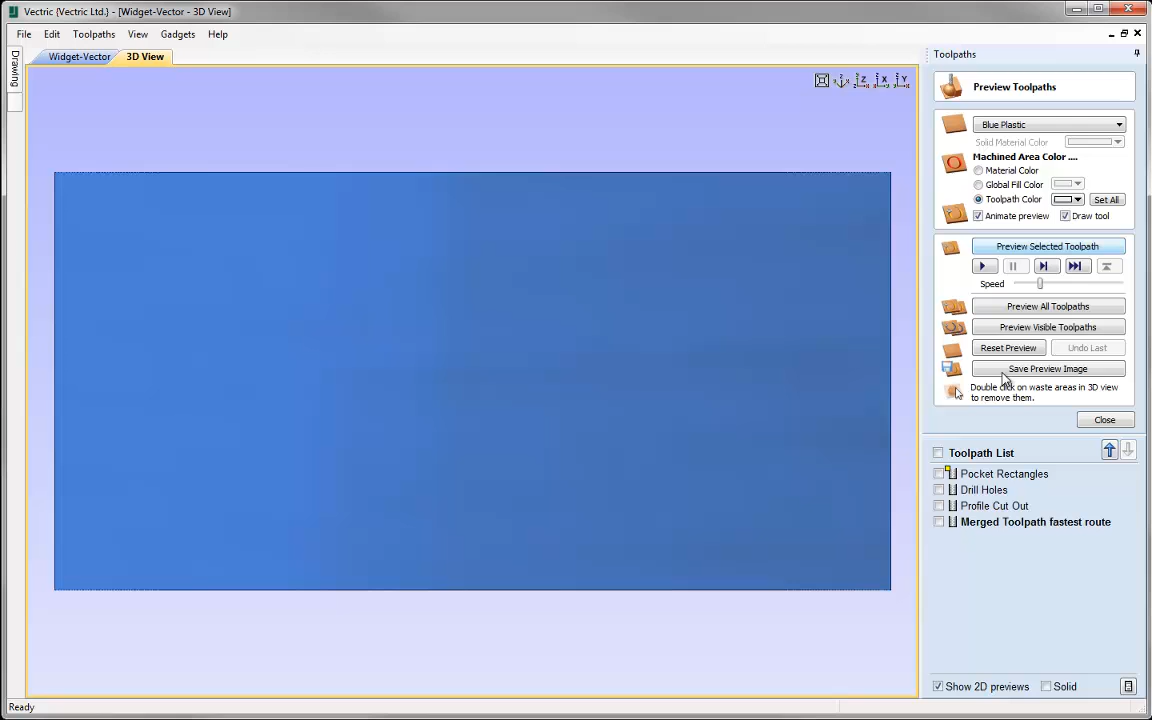 Vectric {Vectric Ltd.} - [Widget-Vector - 3D View]
File Edit Toolpaths View Gadgets Help
Drawing
Widget-Vector 3D View
Z X Y
Toolpaths
Preview Toolpaths
Blue Plastic
Solid Material Color
Machined Area Color ....
Material Color
Global Fill Color
Toolpath Color Set All
Animate preview Draw tool
Preview Selected Toolpath
Speed
Preview All Toolpaths
Preview Visible Toolpaths
Reset Preview Undo Last
Save Preview Image
Double click on waste areas in 3D view
to remove them.
Close
Toolpath List
Pocket Rectangles
Drill Holes
Profile Cut Out
Merged Toolpath fastest route
Show 2D previews Solid
Ready